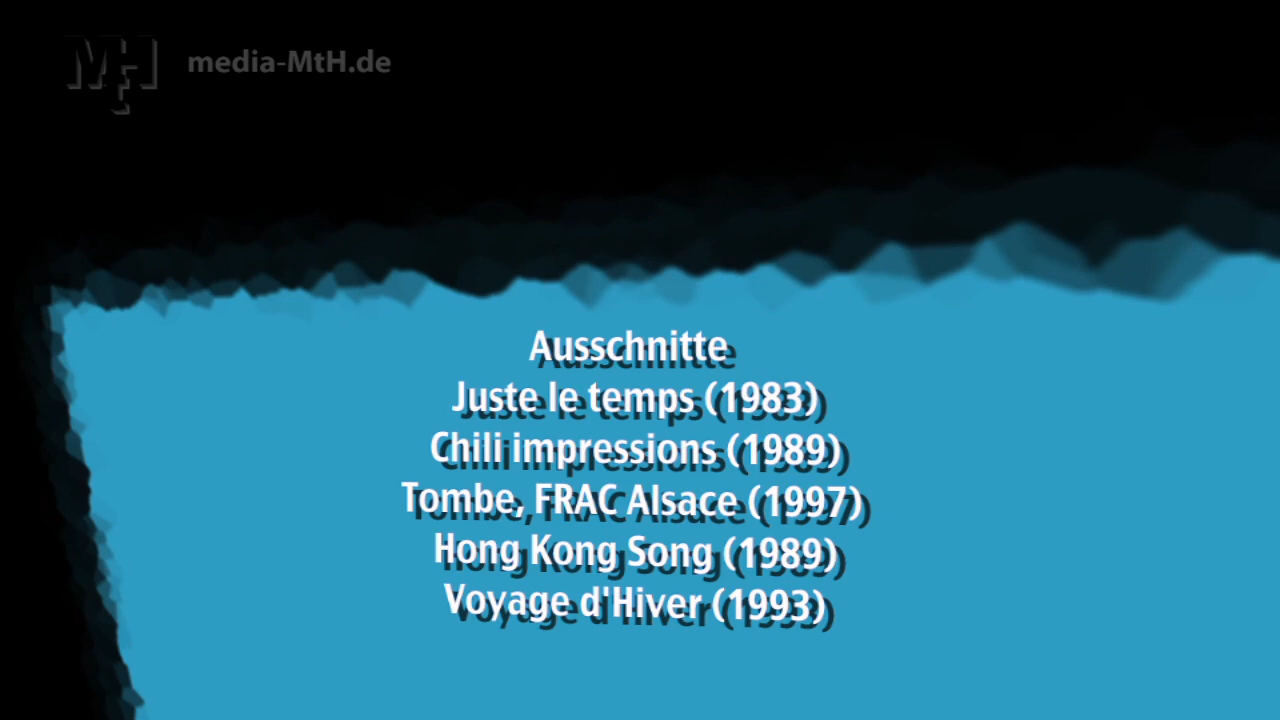 MtH
media-MtH.de
Ausschnitte
Juste le temps (1983)
Chili impressions (1989)
Tombe, FRAC Alsace (1997)
Hong Kong Song (1989)
Voyage d'Hiver (1993)